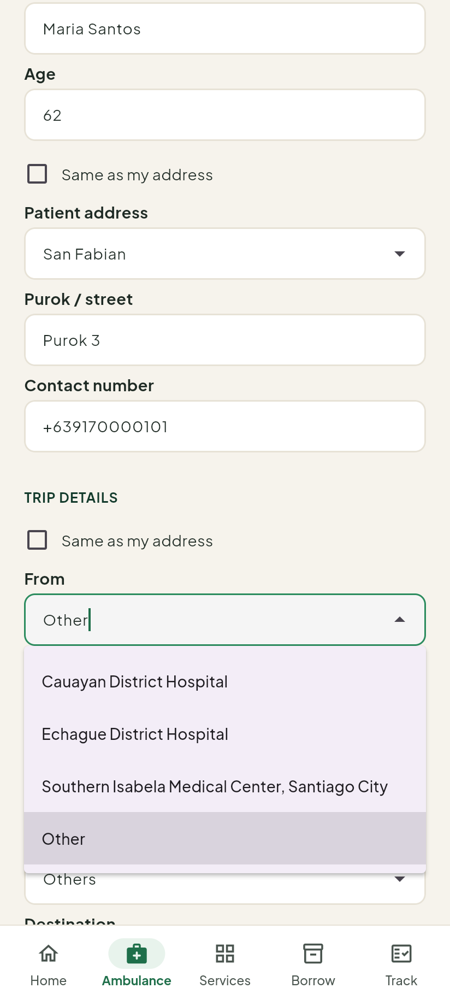 Maria Santos
Age
62
Same as my address
Patient address
San Fabian
Purok / street
Purok 3
Contact number
+639170000101
TRIP DETAILS
Same as my address
From
Other
Cauayan District Hospital
Echague District Hospital
Southern Isabela Medical Center, Santiago City
Other
Others
Destination
Home
Ambulance
Services
Borrow
Track